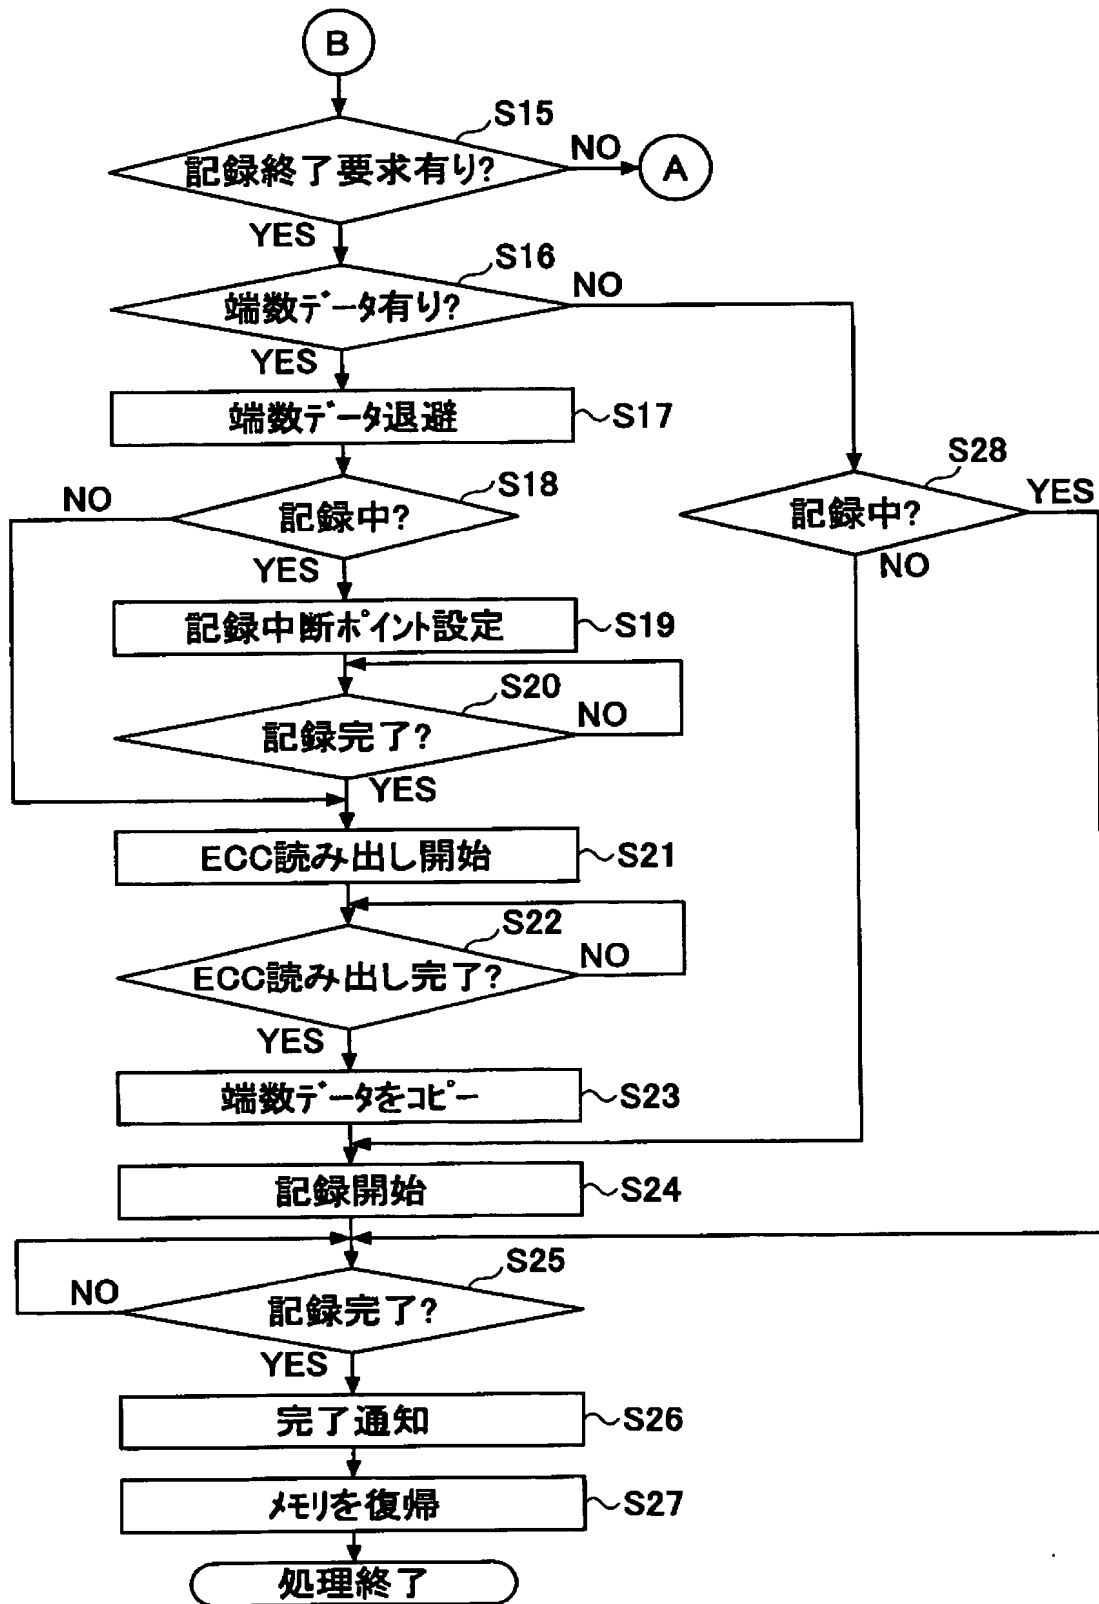 B
S15
記録終了要求有り?
NO
A
YES
S16
端数データ有り?
NO
YES
端数データ退避
S17
S18
S28
NO
記録中?
記録中?
YES
YES
NO
記録中断ポイント設定
S19
S20
記録完了?
NO
YES
ECC読み出し開始
S21
S22
ECC読み出し完了?
NO
YES
端数データをコピー
S23
記録開始
S24
S25
NO
記録完了?
YES
完了通知
S26
メモリを復帰
S27
処理終了